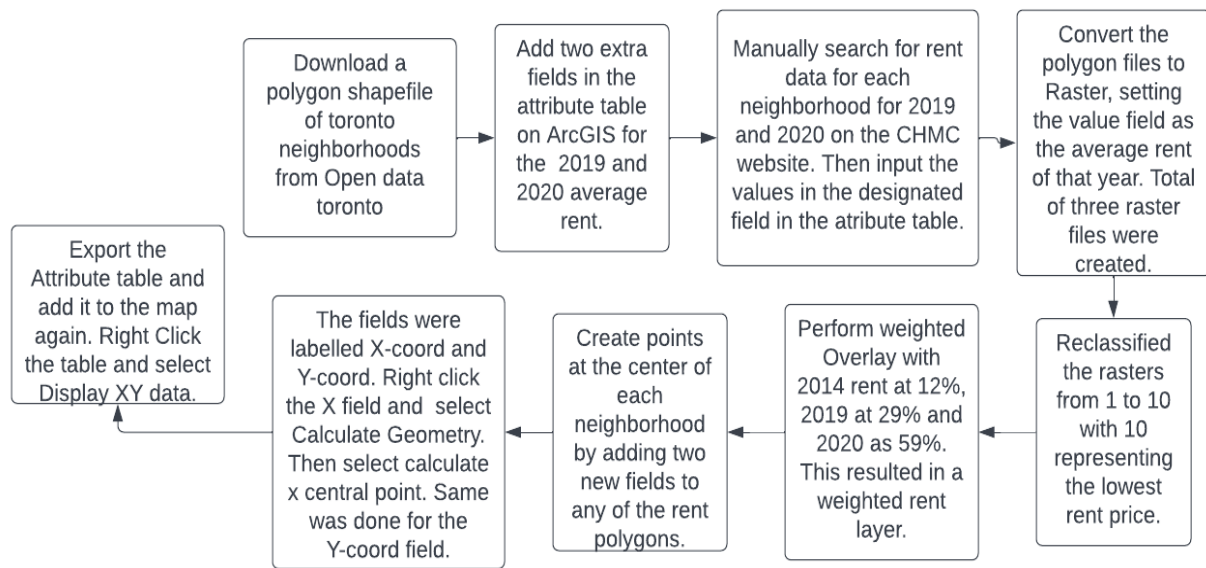 Download a
polygon shapefile
of toronto
neighborhoods
from Open data
toronto
Add two extra
fields in the
attribute table
on ArcGIS for
the 2019 and
2020 average
rent.
Manually search for rent
data for each
neighborhood for 2019
and 2020 on the CHMC
website. Then input the
values in the designated
field in the atribute table.
Convert the
polygon files to
Raster, setting
the value field as
the average rent
of that year. Total
of three raster
files were
created.
Reclassified
the rasters
from 1 to 10
with 10
representing
the lowest
rent price.
Perform weighted
Overlay with
2014 rent at 12%,
2019 at 29% and
2020 as 59%.
This resulted in a
weighted rent
layer.
Create points
at the center of
each
neighborhood
by adding two
new fields to
any of the rent
polygons.
The fields were
labelled X-coord and
Y-coord. Right click
the X field and select
Calculate Geometry.
Then select calculate
x central point. Same
was done for the
Y-coord field.
Export the
Attribute table and
add it to the map
again. Right Click
the table and select
Display XY data.